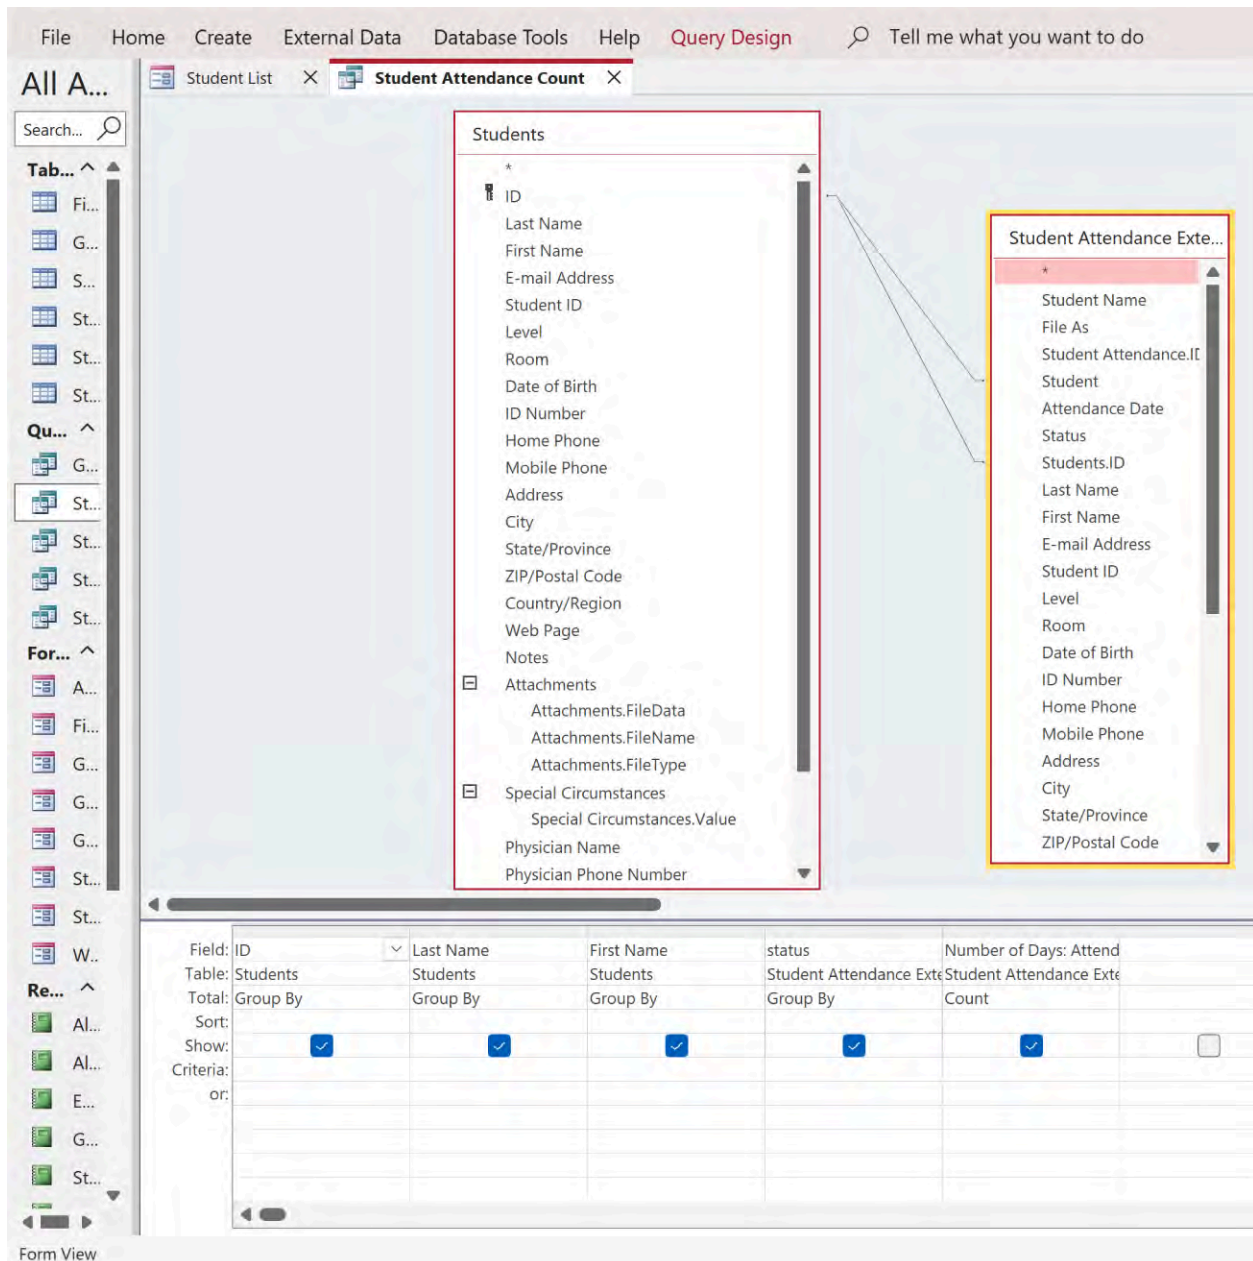 File Home Create External Data Database Tools Help Query Design Tell me what you want to do
All A...
Student List
Student Attendance Count
Search...
Tab...
Fi...
G...
S...
St...
St...
St...
Qu...
G...
St...
St...
St...
St...
For...
A...
Fi...
G...
G...
G...
St...
St...
W..
Re...
Al...
Al...
E...
G...
St...
Students
*
ID
Last Name
First Name
E-mail Address
Student ID
Level
Room
Date of Birth
ID Number
Home Phone
Mobile Phone
Address
City
State/Province
ZIP/Postal Code
Country/Region
Web Page
Notes
Attachments
Attachments.FileData
Attachments.FileName
Attachments.FileType
Special Circumstances
Special Circumstances.Value
Physician Name
Physician Phone Number
Student Attendance Exte...
*
Student Name
File As
Student Attendance.ID
Student
Attendance Date
Status
Students.ID
Last Name
First Name
E-mail Address
Student ID
Level
Room
Date of Birth
ID Number
Home Phone
Mobile Phone
Address
City
State/Province
ZIP/Postal Code
Field: ID Last Name First Name status Number of Days: Attend
Table: Students Students Students Student Attendance Exte Student Attendance Exte
Total: Group By Group By Group By Group By Count
Sort:
Show:
Criteria:
or:
Form View